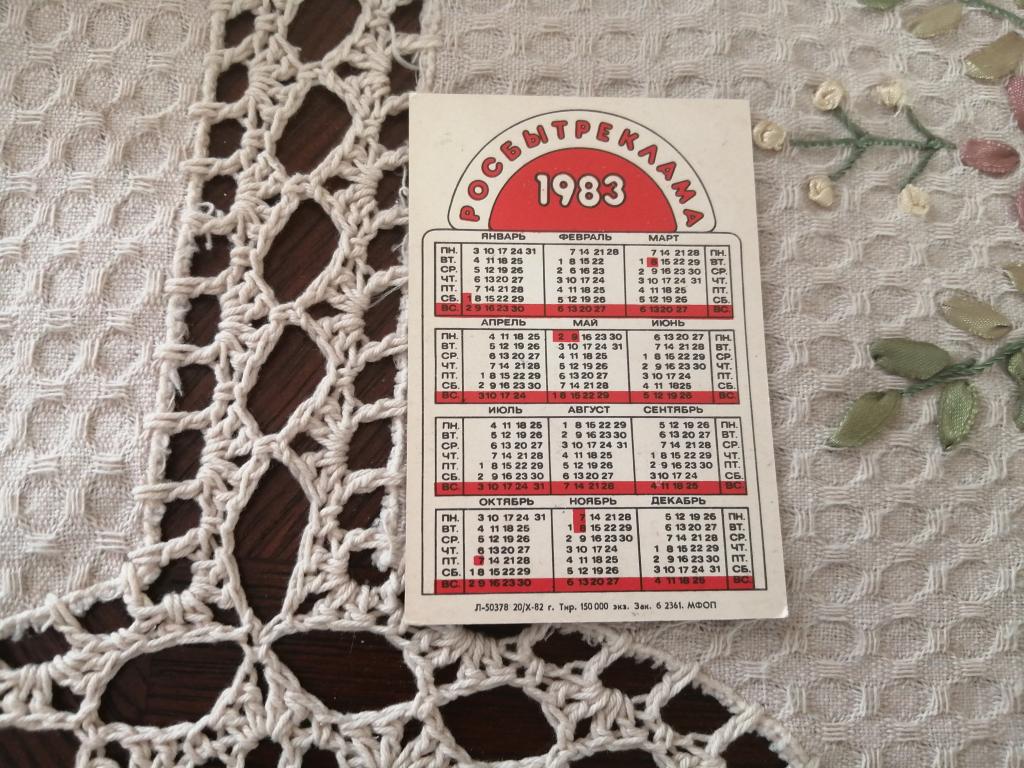 РОСБЫТРЕКЛАМА
1983
ЯНВАРЬ ФЕВРАЛЬ МАРТ
ПН. 3 10 17 24 31 7 14 21 28 7 14 21 28 ПН.
ВТ. 4 11 18 25 1 8 15 22 1 8 15 22 29 ВТ.
СР. 5 12 19 26 2 6 16 23 2 9 16 23 30 СР.
ЧТ. 6 13 20 27 3 10 17 24 3 10 17 24 31 ЧТ.
ПТ. 7 14 21 28 4 11 18 25 4 11 18 25 ПТ.
СБ. 1 8 15 22 29 5 12 19 26 5 12 19 26 СБ.
ВС. 2 9 16 23 30 6 13 20 27 6 13 20 27 ВС.
АПРЕЛЬ МАЙ ИЮНЬ
ПН. 4 11 18 25 2 9 16 23 30 6 13 20 27 ПН.
ВТ. 5 12 19 26 3 10 17 24 31 7 14 21 28 ВТ.
СР. 6 13 20 27 4 11 18 25 1 8 15 22 29 СР.
ЧТ. 7 14 21 28 5 12 19 26 2 9 16 23 30 ЧТ.
ПТ. 1 8 15 22 29 6 13 20 27 3 10 17 24 ПТ.
СБ. 2 9 16 23 30 7 14 21 28 4 11 18 25 СБ.
ВС. 3 10 17 24 1 8 15 22 29 5 12 19 26 ВС.
ИЮЛЬ АВГУСТ СЕНТЯБРЬ
ПН. 4 11 18 25 1 8 15 22 29 5 12 19 26 ПН.
ВТ. 5 12 19 26 2 9 16 23 30 6 13 20 27 ВТ.
СР. 6 13 20 27 3 10 17 24 31 7 14 21 28 СР.
ЧТ. 7 14 21 28 4 11 18 25 1 8 15 22 29 ЧТ.
ПТ. 1 8 15 22 29 5 12 19 26 2 9 16 23 30 ПТ.
СБ. 2 9 16 23 30 6 13 20 27 3 10 17 24 СБ.
ВС. 3 10 17 24 31 7 14 21 28 4 11 18 25 ВС.
ОКТЯБРЬ НОЯБРЬ ДЕКАБРЬ
ПН. 3 10 17 24 31 7 14 21 28 5 12 19 26 ПН.
ВТ. 4 11 18 25 1 8 15 22 29 6 13 20 27 ВТ.
СР. 5 12 19 26 2 9 16 23 30 7 14 21 28 СР.
ЧТ. 6 13 20 27 3 10 17 24 1 8 15 22 29 ЧТ.
ПТ. 7 14 21 28 4 11 18 25 2 9 16 23 30 ПТ.
СБ. 1 8 15 22 29 5 12 19 26 3 10 17 24 31 СБ.
ВС. 2 9 16 23 30 6 13 20 27 4 11 18 25 ВС.
Л-50378 20/X-82 г. Тир. 150 000 экз. Зак. 6 2361. МФОП